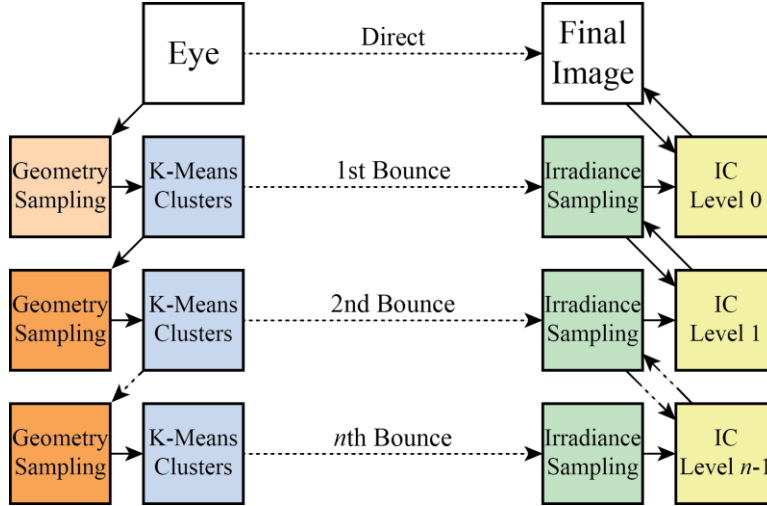 Eye
Direct
Final
Image
Geometry
Sampling
K-Means
Clusters
1st Bounce
Irradiance
Sampling
IC
Level 0
Geometry
Sampling
K-Means
Clusters
2nd Bounce
Irradiance
Sampling
IC
Level 1
Geometry
Sampling
K-Means
Clusters
nth Bounce
Irradiance
Sampling
IC
Level n-1